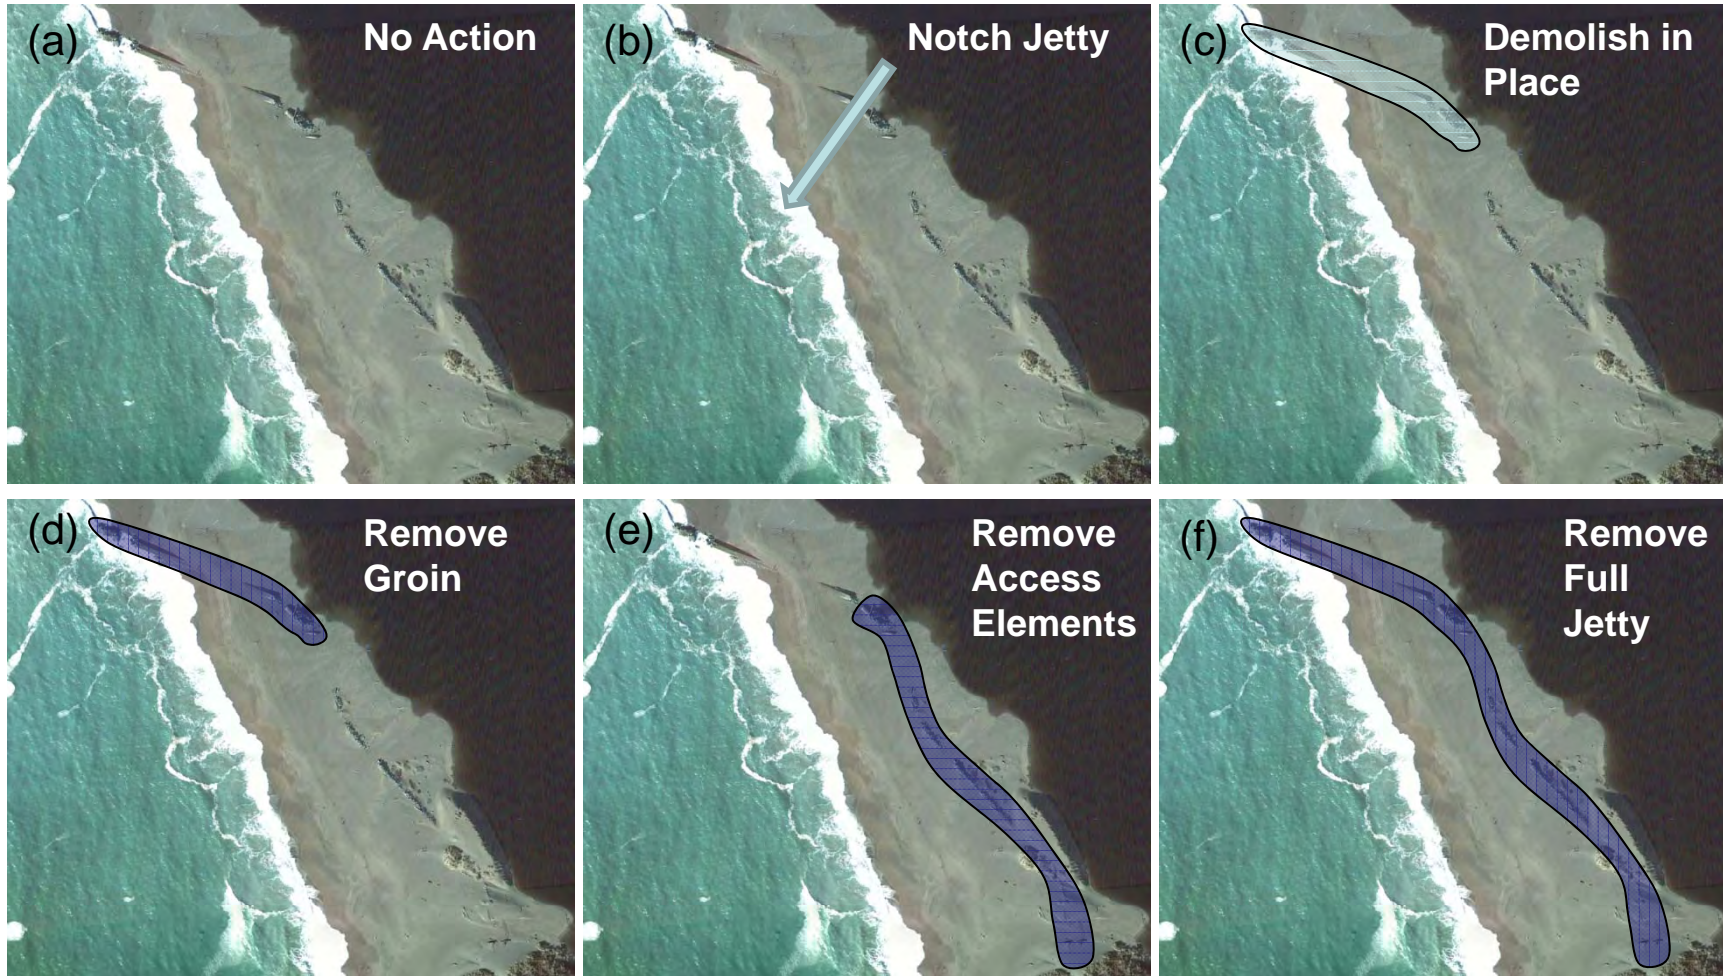 (a)
No Action
(b)
Notch Jetty
(c)
Demolish in
Place
(d)
Remove
Groin
(e)
Remove
Access
Elements
(f)
Remove
Full
Jetty